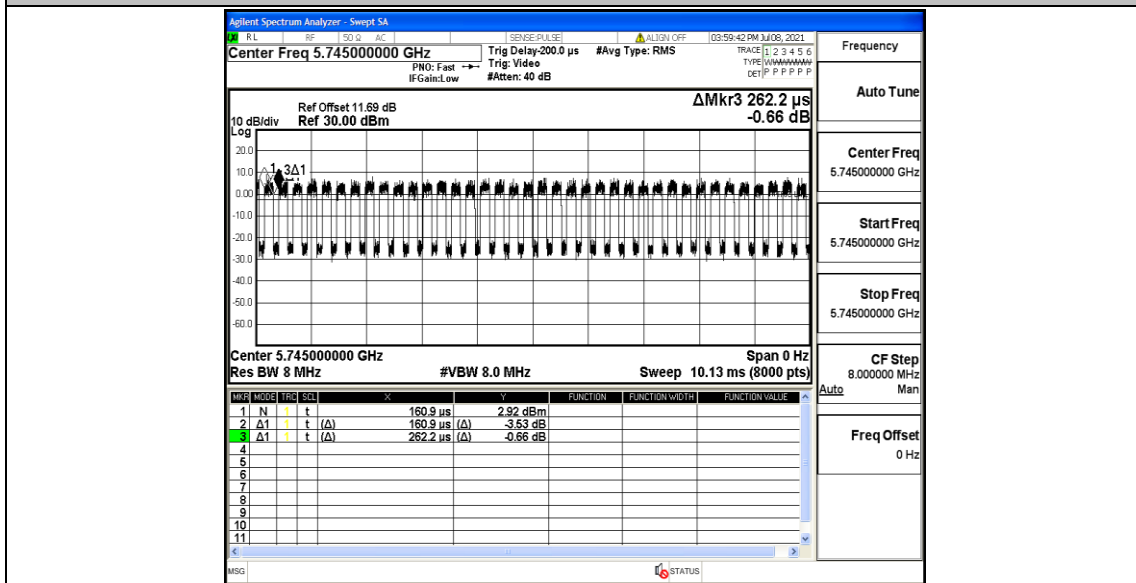 Agilent Spectrum Analyzer - Swept SA
RL RF 50 Ω AC SENSE:PULSE ALIGN OFF 03:59:42 PM Jul 08, 2021
Center Freq 5.745000000 GHz
PNO: Fast
IFGain:Low
Trig Delay-200.0 µs
Trig: Video
#Atten: 40 dB
#Avg Type: RMS
TRACE 1 2 3 4 5 6
TYPE
DET P P P P P P
Frequency
Auto Tune
Center Freq
5.745000000 GHz
Start Freq
5.745000000 GHz
Stop Freq
5.745000000 GHz
CF Step
8.000000 MHz
Auto Man
Freq Offset
0 Hz
ΔMkr3 262.2 µs
-0.66 dB
Ref Offset 11.69 dB
10 dB/div Ref 30.00 dBm
Log
20.0
10.0
0.00
-10.0
-20.0
-30.0
-40.0
-50.0
-60.0
1 3Δ1
Center 5.745000000 GHz Span 0 Hz
Res BW 8 MHz #VBW 8.0 MHz Sweep 10.13 ms (8000 pts)
MKR MODE TRC SCL X Y FUNCTION FUNCTION WIDTH FUNCTION VALUE
1 N 1 t 160.9 µs 2.92 dBm
2 Δ1 1 t (Δ) 160.9 µs (Δ) -3.53 dB
3 Δ1 1 t (Δ) 262.2 µs (Δ) -0.66 dB
4
5
6
7
8
9
10
11
MSG STATUS